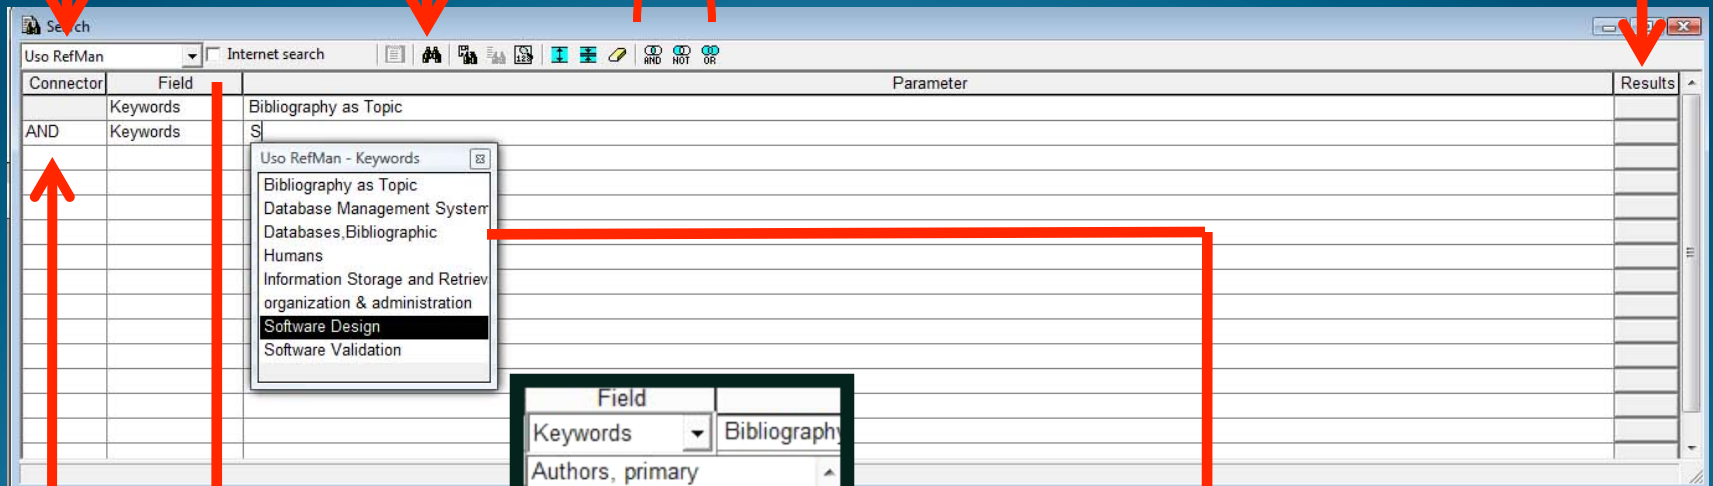 Search
Uso RefMan Internet search AND NOT OR
Connector Field Parameter Results
Keywords Bibliography as Topic
AND Keywords S
Uso RefMan - Keywords
Bibliography as Topic
Database Management System
Databases,Bibliographic
Humans
Information Storage and Retriev
organization & administration
Software Design
Software Validation
Field
Keywords Bibliography
Authors, primary